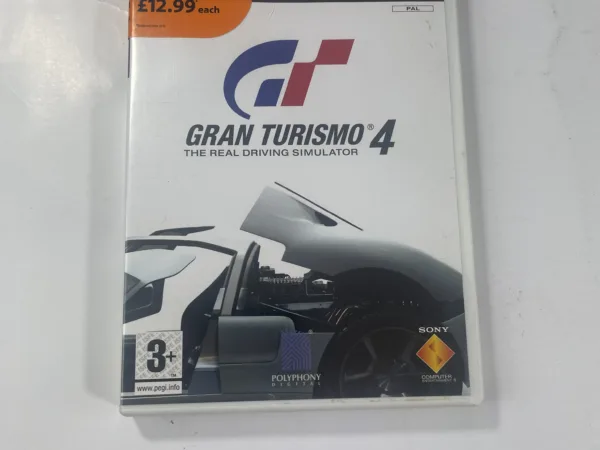 £12.99 each
PAL
GT
GRAN TURISMO® 4
THE REAL DRIVING SIMULATOR
3+
www.pegi.info
POLYPHONY
DIGITAL
SONY
COMPUTER